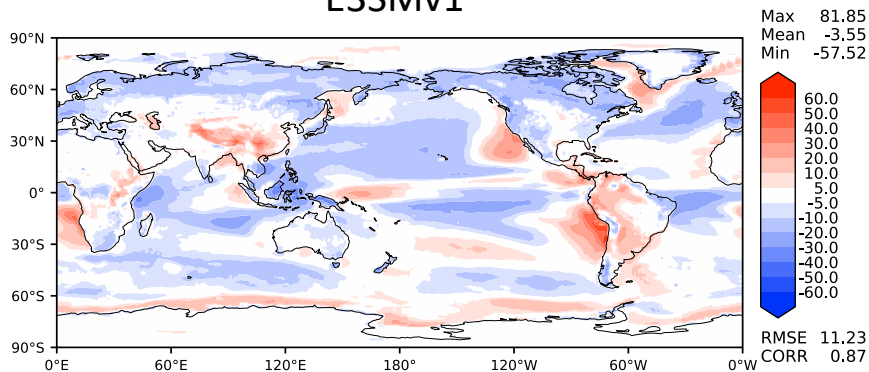 E3SMv1
Max 81.85
Mean -3.55
Min -57.52
90°N
60°N
30°N
0°
30°S
60°S
90°S
0°E
60°E
120°E
180°
120°W
60°W
0°W
60.0
50.0
40.0
30.0
20.0
10.0
5.0
-5.0
-10.0
-20.0
-30.0
-40.0
-50.0
-60.0
RMSE 11.23
CORR 0.87